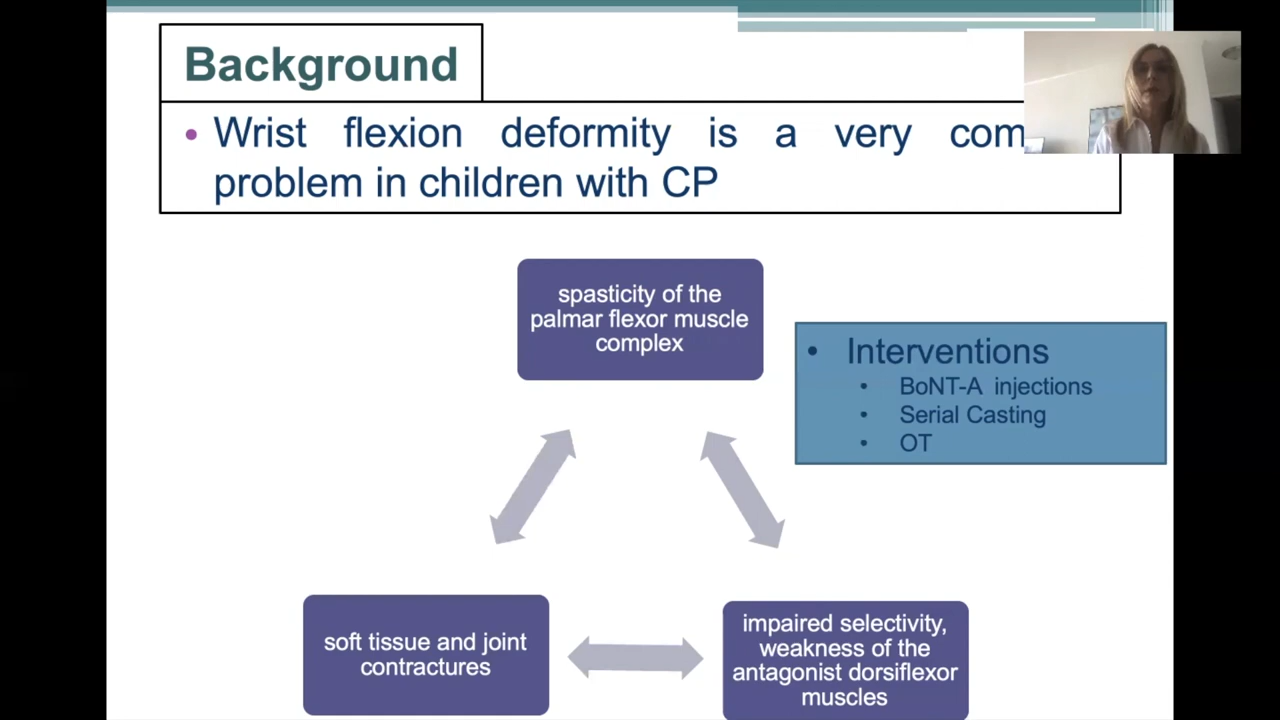 Background
• Wrist flexion deformity is a very com
problem in children with CP
spasticity of the
palmar flexor muscle
complex
• Interventions
• BoNT-A injections
• Serial Casting
• OT
soft tissue and joint
contractures
impaired selectivity,
weakness of the
antagonist dorsiflexor
muscles